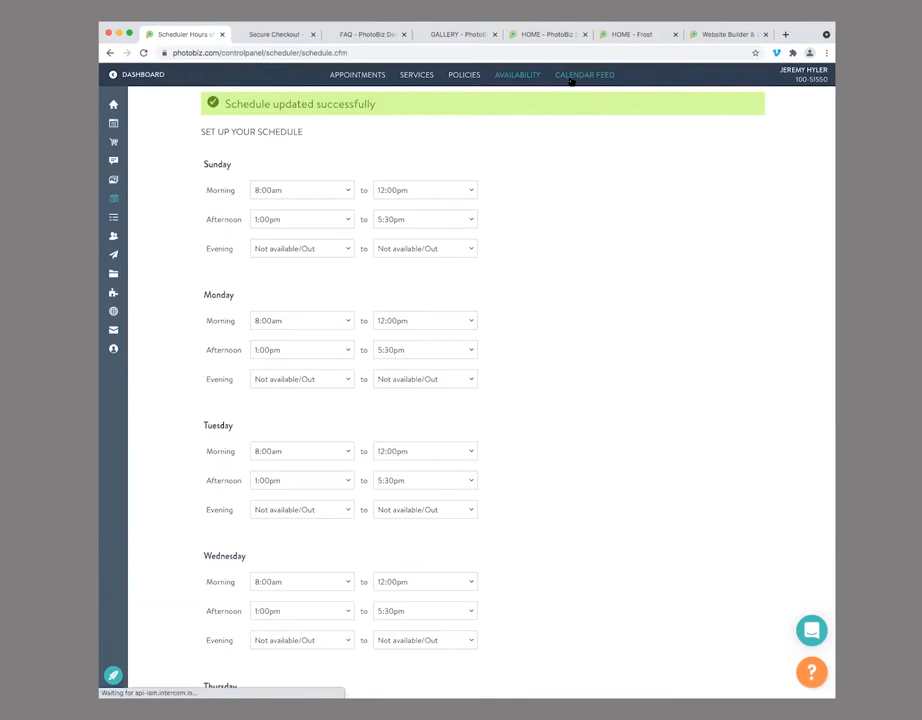 Scheduler Hours of
Secure Checkout -
FAQ - PhotoBiz De
GALLERY - PhotoBi
HOME - PhotoBiz S
HOME - Frost
Website Builder & S
photobiz.com/controlpanel/scheduler/schedule.cfm
DASHBOARD
APPOINTMENTS SERVICES POLICIES AVAILABILITY CALENDAR FEED
JEREMY HYLER
100-51550
Schedule updated successfully
SET UP YOUR SCHEDULE
Sunday
Morning 8:00am to 12:00pm
Afternoon 1:00pm to 5:30pm
Evening Not available/Out to Not available/Out
Monday
Morning 8:00am to 12:00pm
Afternoon 1:00pm to 5:30pm
Evening Not available/Out to Not available/Out
Tuesday
Morning 8:00am to 12:00pm
Afternoon 1:00pm to 5:30pm
Evening Not available/Out to Not available/Out
Wednesday
Morning 8:00am to 12:00pm
Afternoon 1:00pm to 5:30pm
Evening Not available/Out to Not available/Out
Thursday
?
Waiting for api-iam.intercom.io...